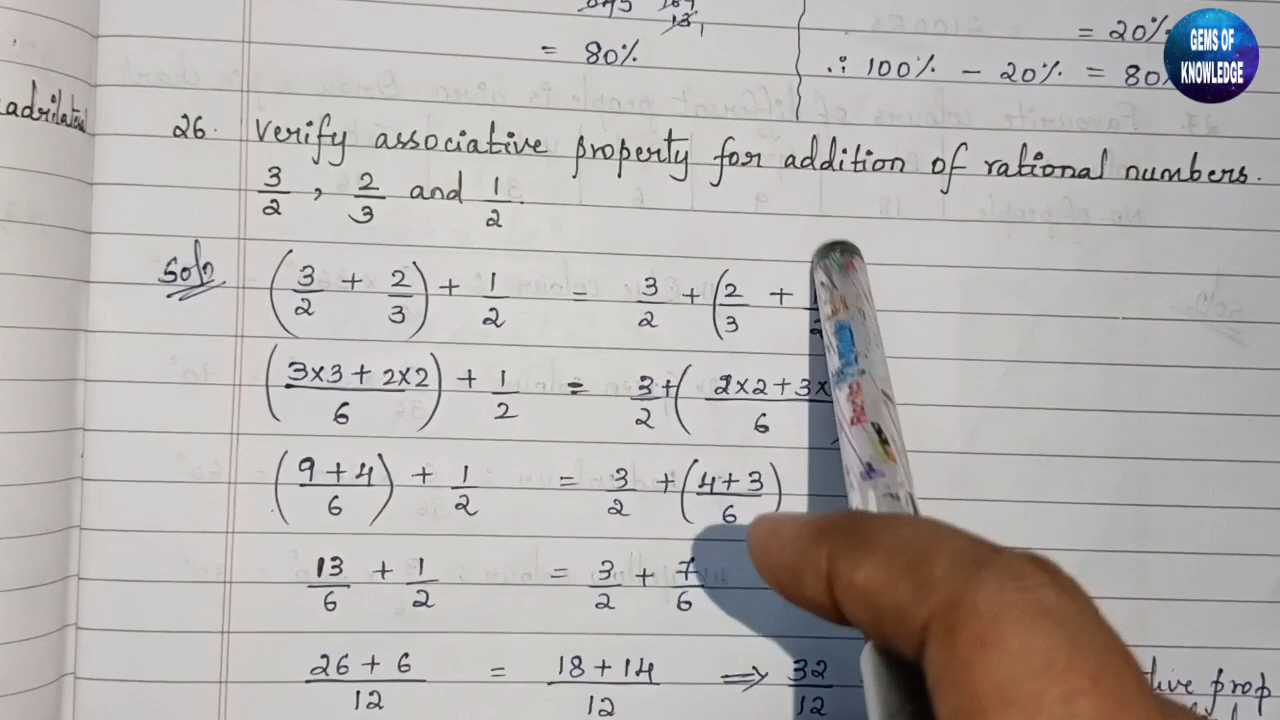 = 80%
= 20%
∴ 100% - 20% = 80%
GEMS OF
KNOWLEDGE
26. Verify associative property for addition of rational numbers.
3/2 , 2/3 and 1/2.
Soln
(3/2 + 2/3) + 1/2 = 3/2 + (2/3 +
(3×3 + 2×2)/6 + 1/2 = 3/2 + (2×2 + 3×
6
(9+4)/6 + 1/2 = 3/2 + (4+3)/6
13/6 + 1/2 = 3/2 + 7/6
(26 + 6)/12 = (18 + 14)/12 ⇒ 32/12
prop